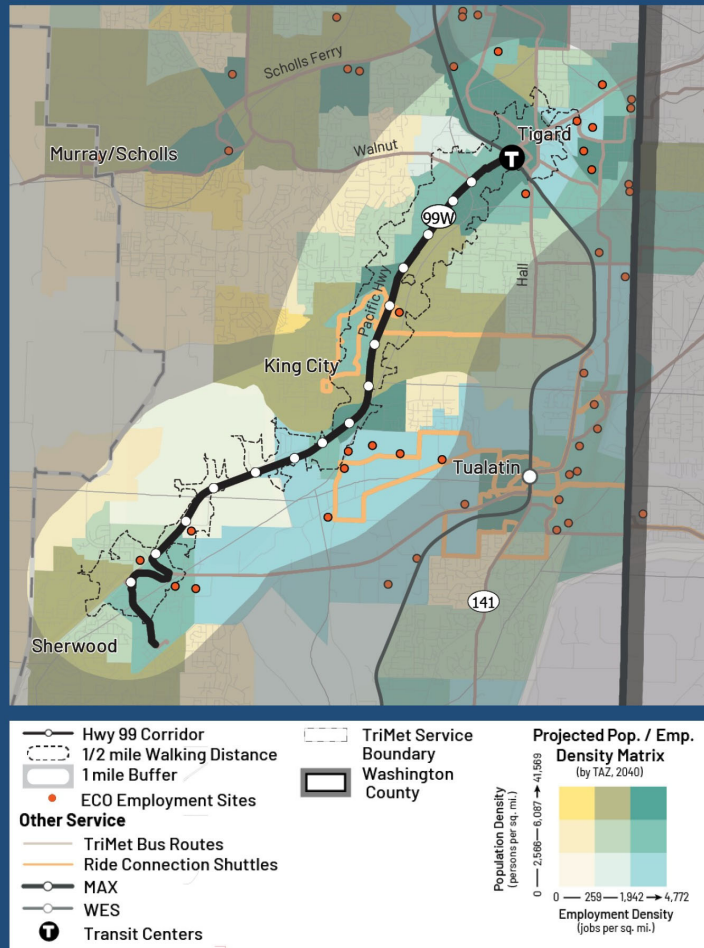 Scholls Ferry
Tigard
Walnut
Murray/Scholls
T
99W
Hall
Pacific Hwy
King City
Tualatin
141
Sherwood
Hwy 99 Corridor
1/2 mile Walking Distance
1 mile Buffer
ECO Employment Sites
Other Service
TriMet Bus Routes
Ride Connection Shuttles
MAX
WES
T Transit Centers
TriMet Service
Boundary
Washington
County
Projected Pop. / Emp.
Density Matrix
(by TAZ, 2040)
Population Density
(persons per sq. mi.)
0 — 2,566 — 6,087 → 41,569
0 — 259 — 1,942 → 4,772
Employment Density
(jobs per sq. mi.)